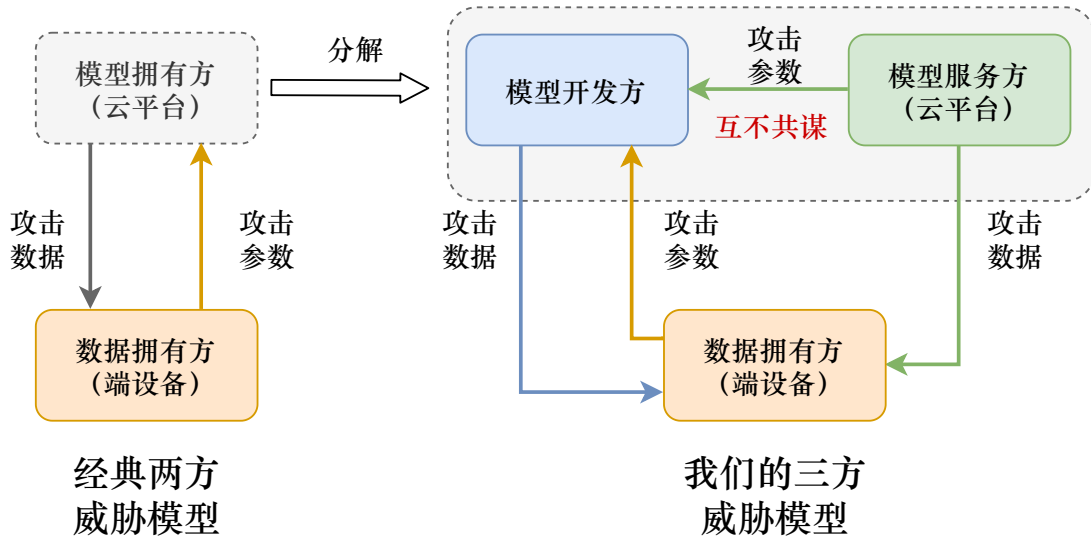 模型拥有方
（云平台）
攻击
数据
攻击
参数
数据拥有方
（端设备）
经典两方
威胁模型
分解
模型开发方
攻击
参数
互不共谋
模型服务方
（云平台）
攻击
数据
攻击
参数
攻击
数据
数据拥有方
（端设备）
我们的三方
威胁模型